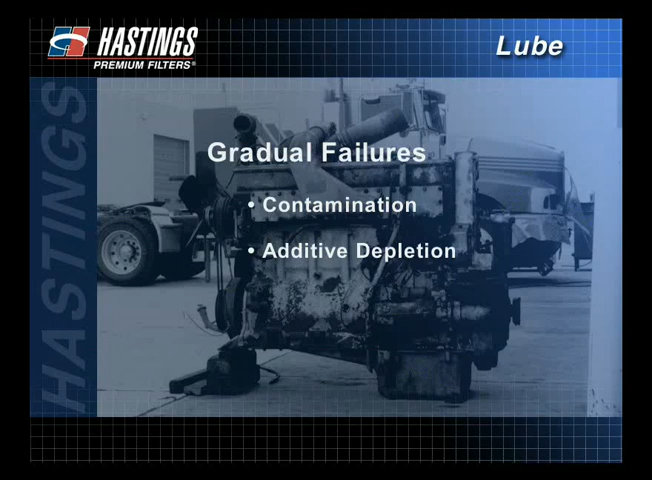 HASTINGS
PREMIUM FILTERS®
Lube
HASTINGS
Gradual Failures
• Contamination
• Additive Depletion